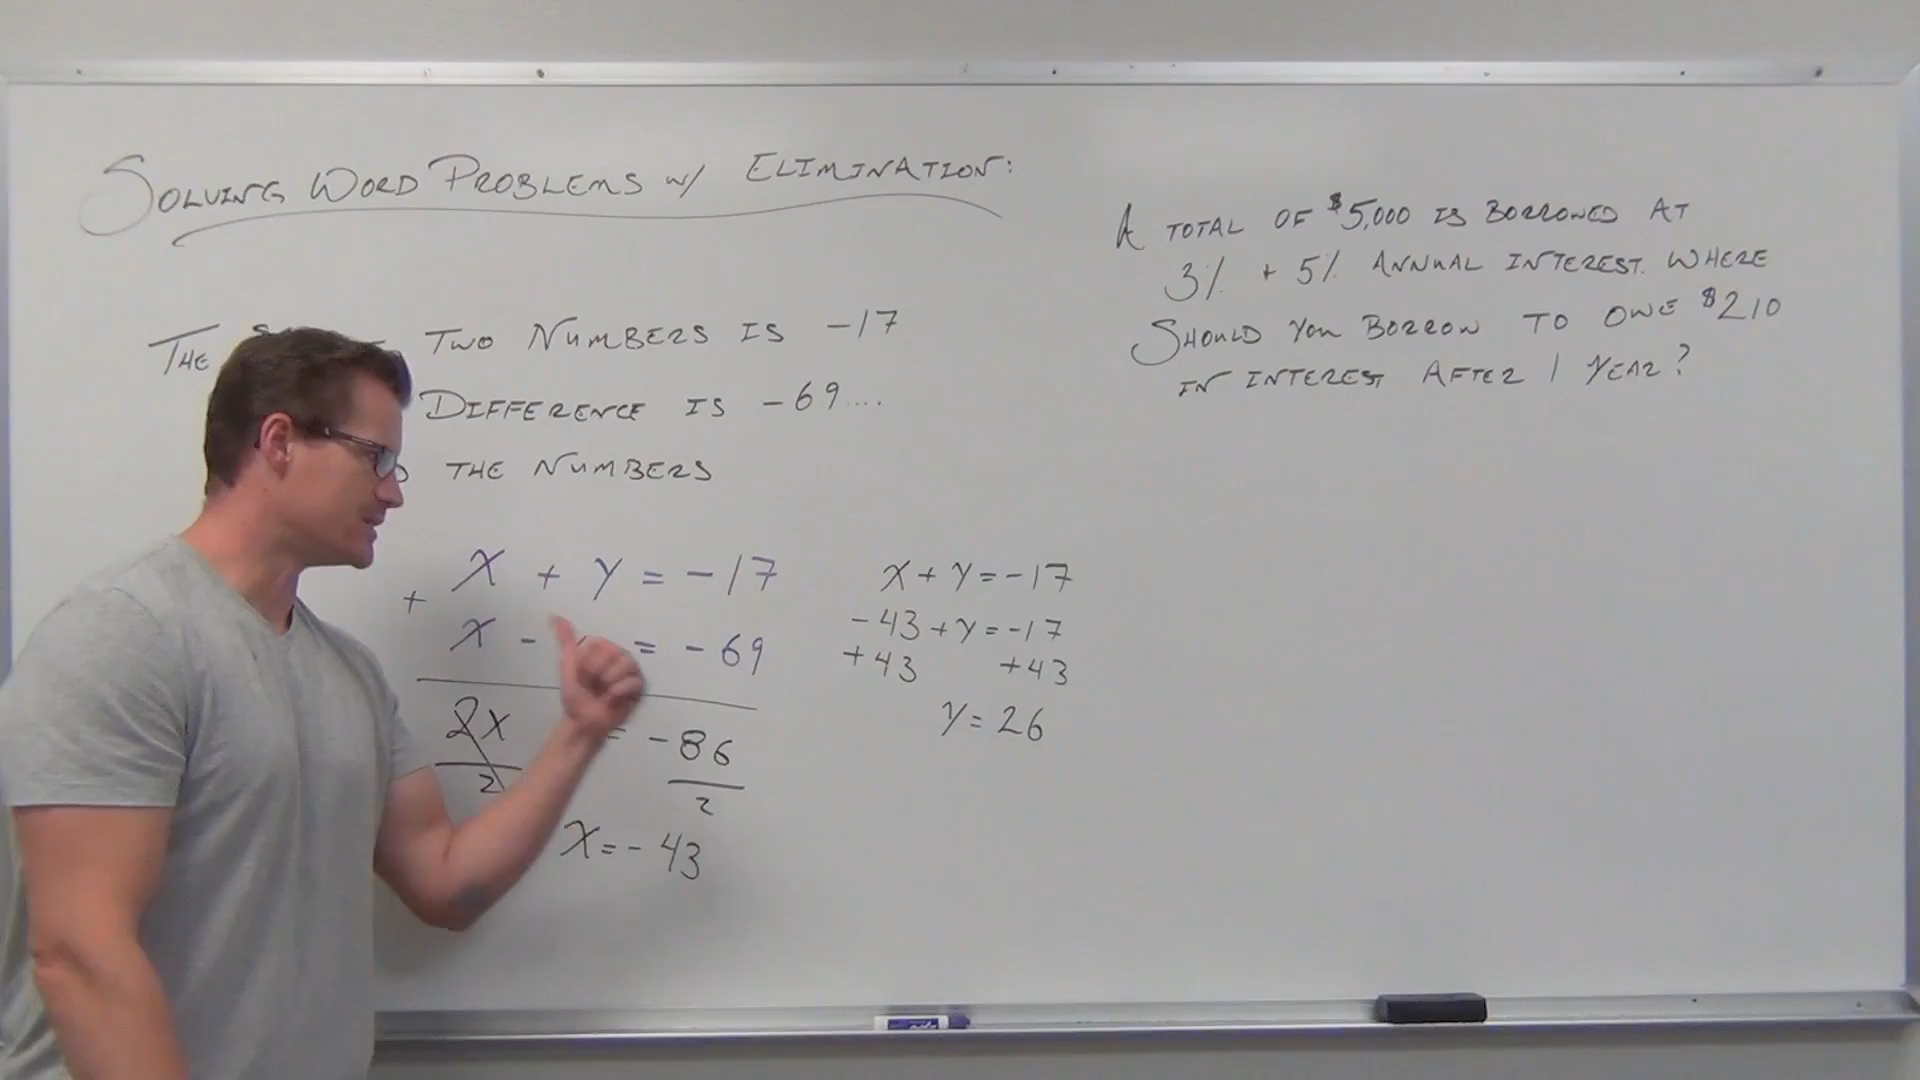 SOLVING WORD PROBLEMS W/ ELIMINATION:
THE TWO NUMBERS IS -17
DIFFERENCE IS -69....
THE NUMBERS
X + Y = -17
+
X - = -69
2X = -86
2 2
X = - 43
X + Y = -17
-43 + Y = -17
+43 +43
Y = 26
A TOTAL OF $5,000 IS BORROWED AT
3% + 5% ANNUAL INTEREST. WHERE
SHOULD YOU BORROW TO OWE $210
IN INTEREST AFTER 1 YEAR?